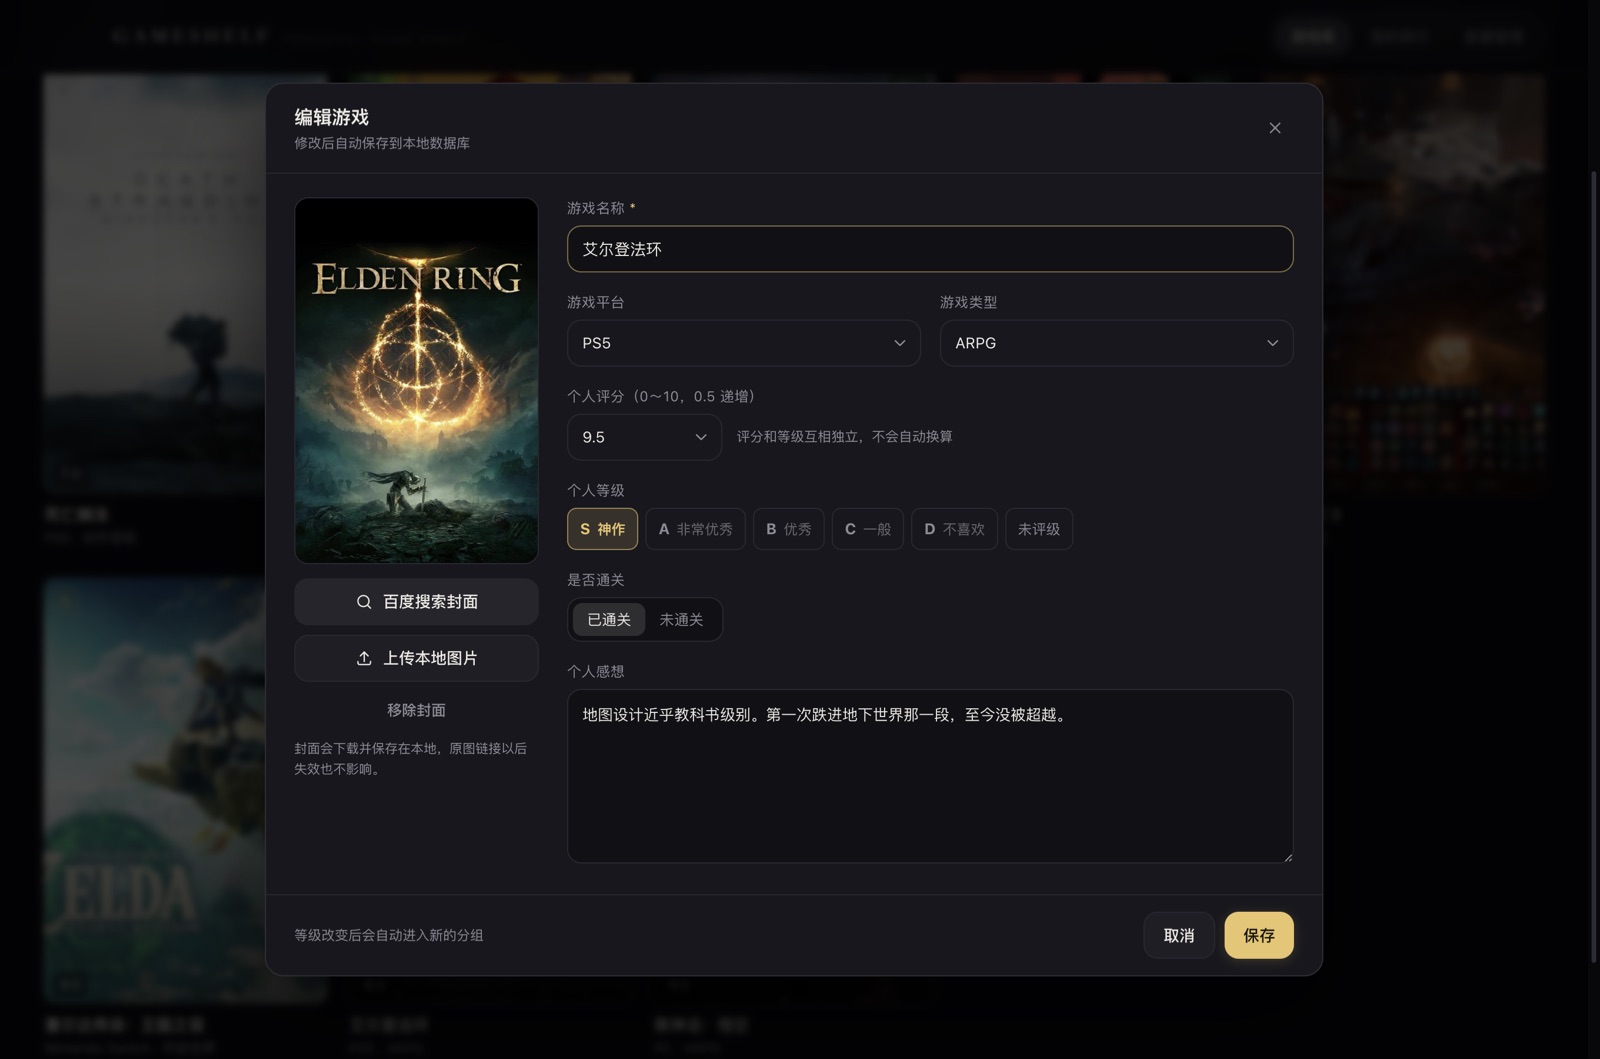 GAMESHELF
编辑游戏
修改后自动保存到本地数据库
ELDEN RING
百度搜索封面
上传本地图片
移除封面
封面会下载并保存在本地，原图链接以后
失效也不影响。
游戏名称 *
艾尔登法环
游戏平台
游戏类型
PS5
ARPG
个人评分（0～10，0.5 递增）
9.5
评分和等级互相独立，不会自动换算
个人等级
S 神作
A 非常优秀
B 优秀
C 一般
D 不喜欢
未评级
是否通关
已通关
未通关
个人感想
地图设计近乎教科书级别。第一次跌进地下世界那一段，至今没被超越。
等级改变后会自动进入新的分组
取消
保存
ELDA